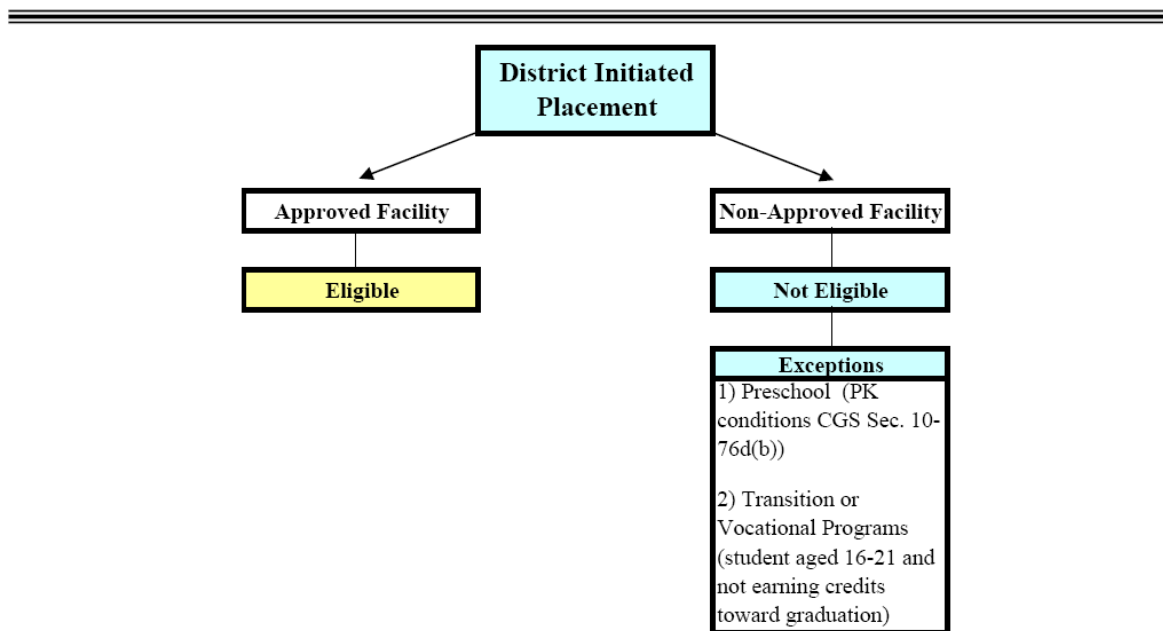 District Initiated
Placement
Approved Facility
Non-Approved Facility
Eligible
Not Eligible
Exceptions
1) Preschool  (PK
conditions CGS Sec. 10-
76d(b))
2) Transition or
Vocational Programs
(student aged 16-21 and
not earning credits
toward graduation)